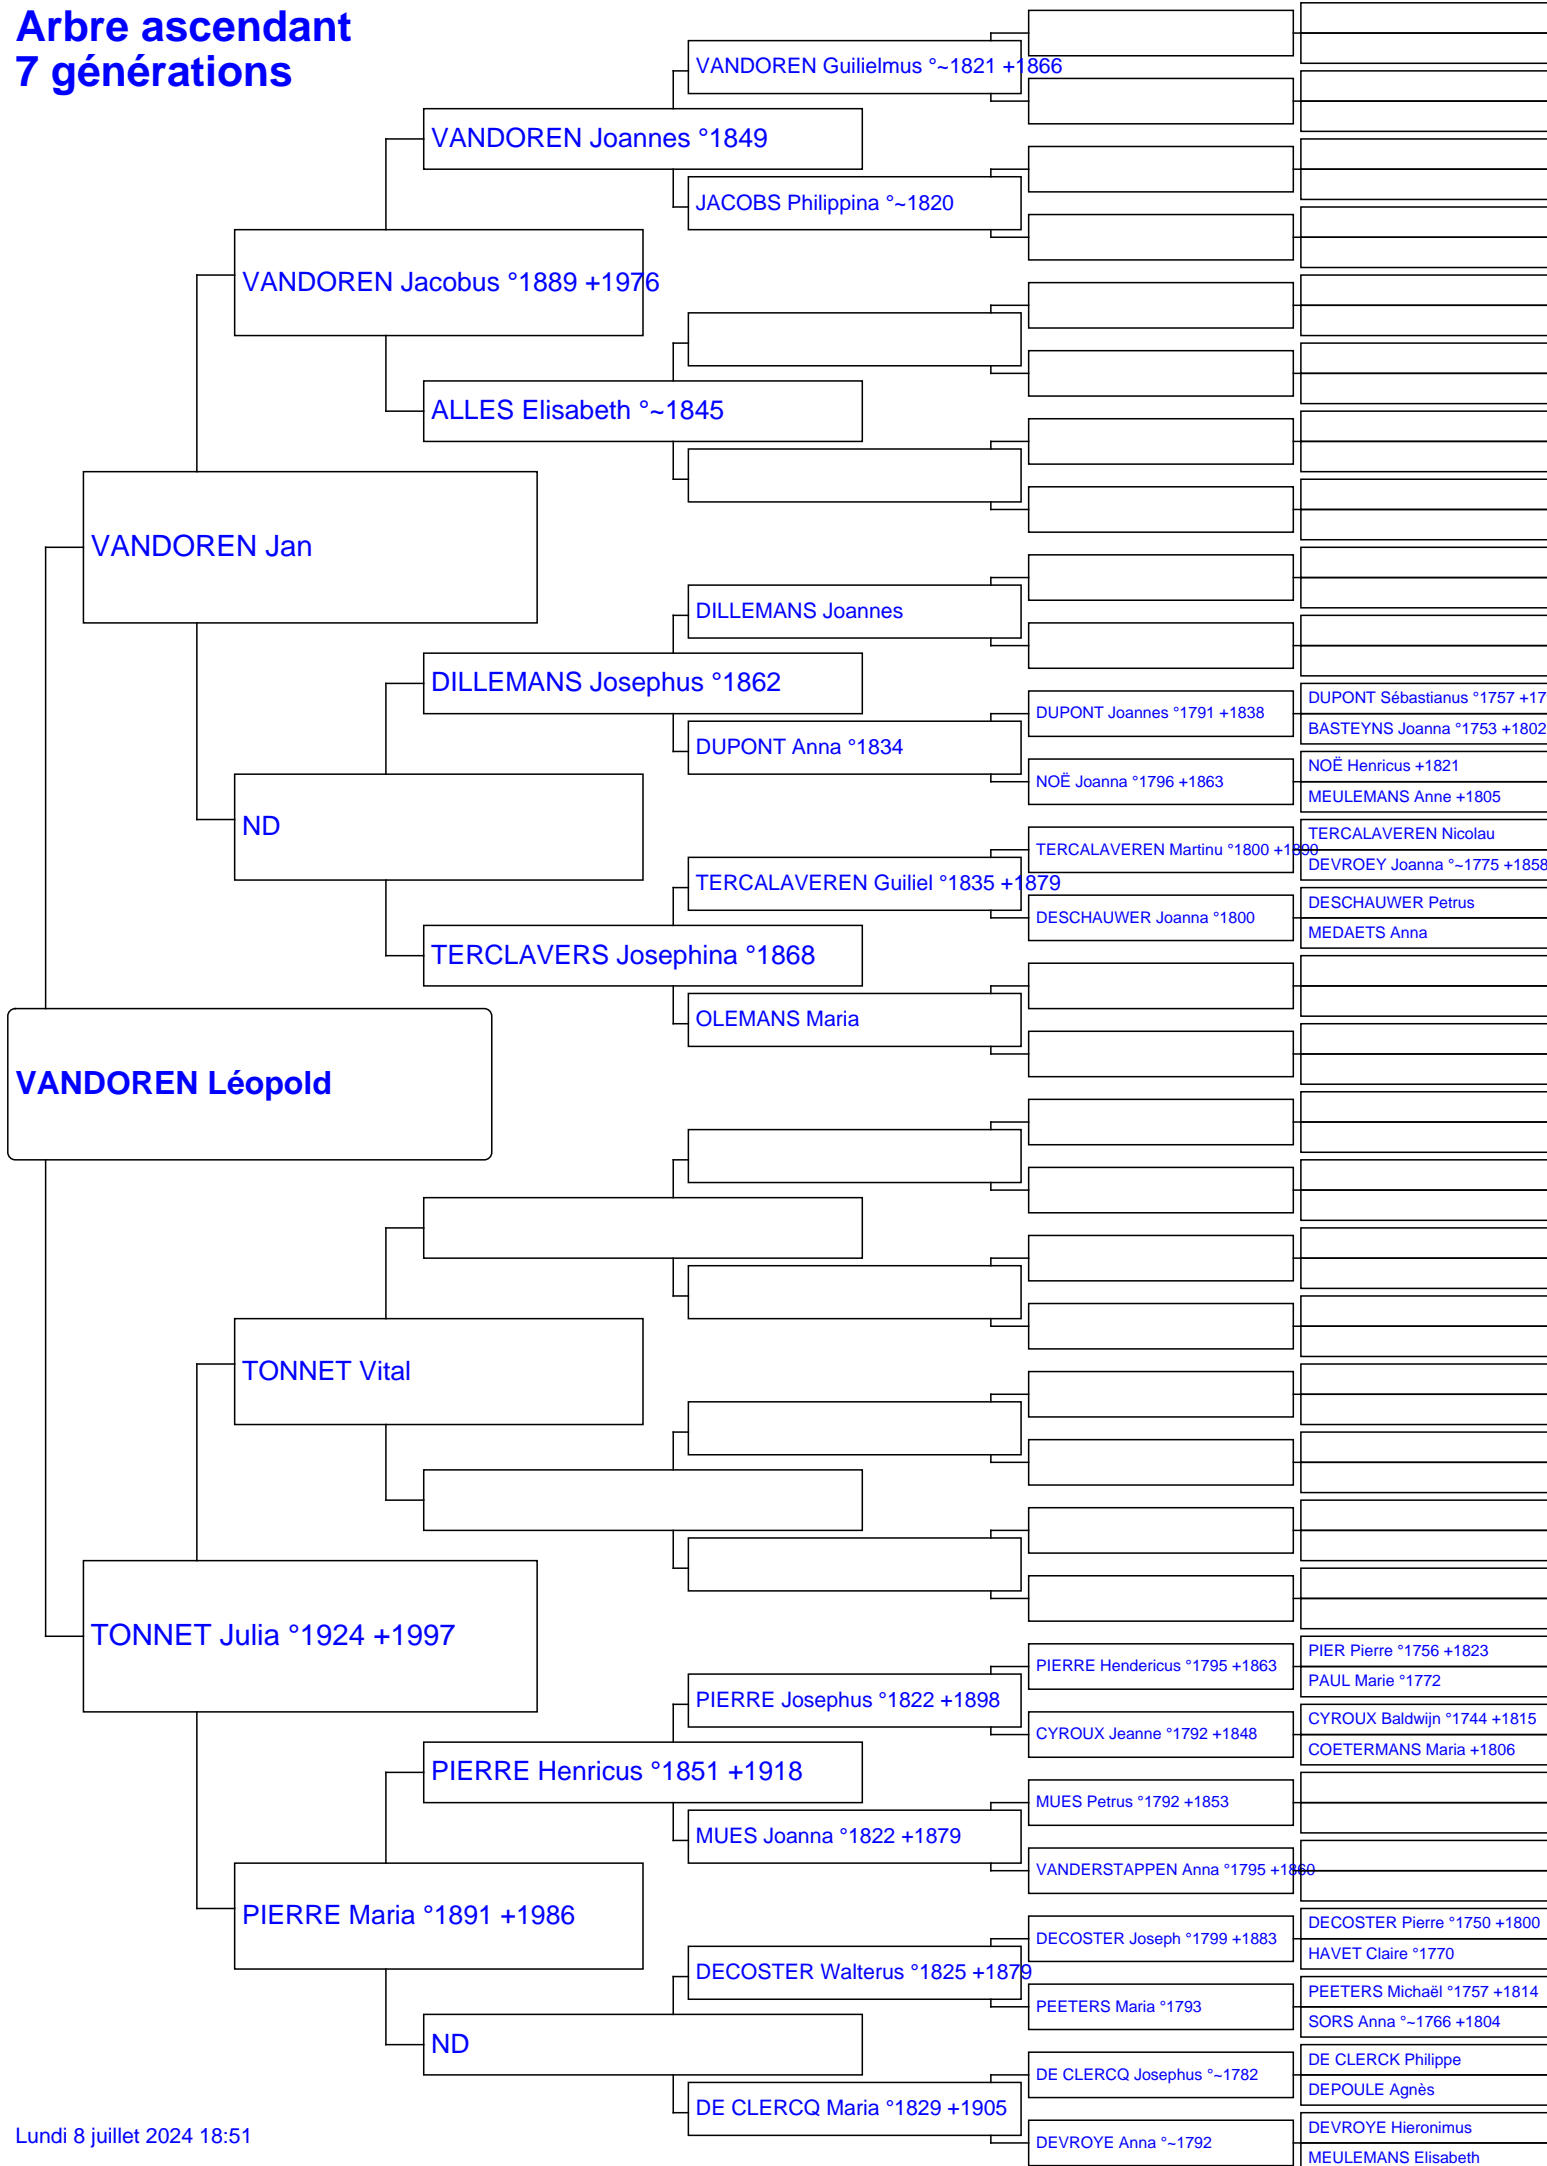 Arbre ascendant
7 générations
VANDOREN Guilielmus °~1821 +1866
VANDOREN Joannes °1849
JACOBS Philippina °~1820
VANDOREN Jacobus °1889 +1976
ALLES Elisabeth °~1845
VANDOREN Jan
DILLEMANS Joannes
DILLEMANS Josephus °1862
DUPONT Sébastianus °1757 +17
DUPONT Joannes °1791 +1838
BASTEYNS Joanna °1753 +1802
DUPONT Anna °1834
NOË Henricus +1821
NOË Joanna °1796 +1863
MEULEMANS Anne +1805
ND
TERCALAVEREN Nicolau
TERCALAVEREN Martinu °1800 +1890
DEVROEY Joanna °~1775 +1858
TERCALAVEREN Guiliel °1835 +1879
DESCHAUWER Petrus
DESCHAUWER Joanna °1800
MEDAETS Anna
TERCLAVERS Josephina °1868
OLEMANS Maria
VANDOREN Léopold
TONNET Vital
TONNET Julia °1924 +1997
PIER Pierre °1756 +1823
PIERRE Hendericus °1795 +1863
PAUL Marie °1772
PIERRE Josephus °1822 +1898
CYROUX Baldwijn °1744 +1815
CYROUX Jeanne °1792 +1848
COETERMANS Maria +1806
PIERRE Henricus °1851 +1918
MUES Petrus °1792 +1853
MUES Joanna °1822 +1879
VANDERSTAPPEN Anna °1795 +1860
PIERRE Maria °1891 +1986
DECOSTER Pierre °1750 +1800
DECOSTER Joseph °1799 +1883
HAVET Claire °1770
DECOSTER Walterus °1825 +1879
PEETERS Michaël °1757 +1814
PEETERS Maria °1793
SORS Anna °~1766 +1804
ND
DE CLERCK Philippe
DE CLERCQ Josephus °~1782
DEPOULE Agnès
DE CLERCQ Maria °1829 +1905
DEVROYE Hieronimus
DEVROYE Anna °~1792
MEULEMANS Elisabeth
Lundi 8 juillet 2024 18:51